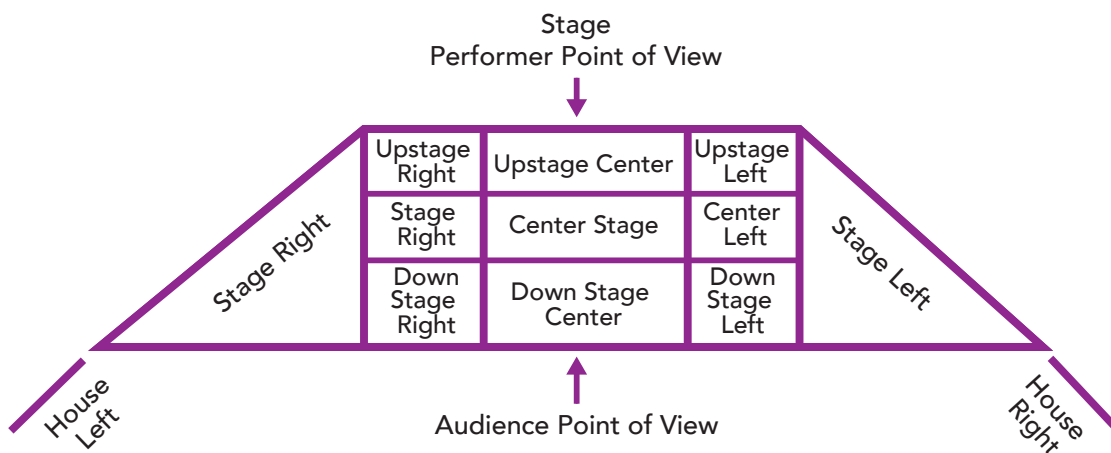 Stage
Performer Point of View
Upstage
Right
Upstage Center
Upstage
Left
Stage
Right
Center Stage
Center
Left
Down
Stage
Right
Down Stage
Center
Down
Stage
Left
Stage Right
Stage Left
House
Left
Audience Point of View
House
Right